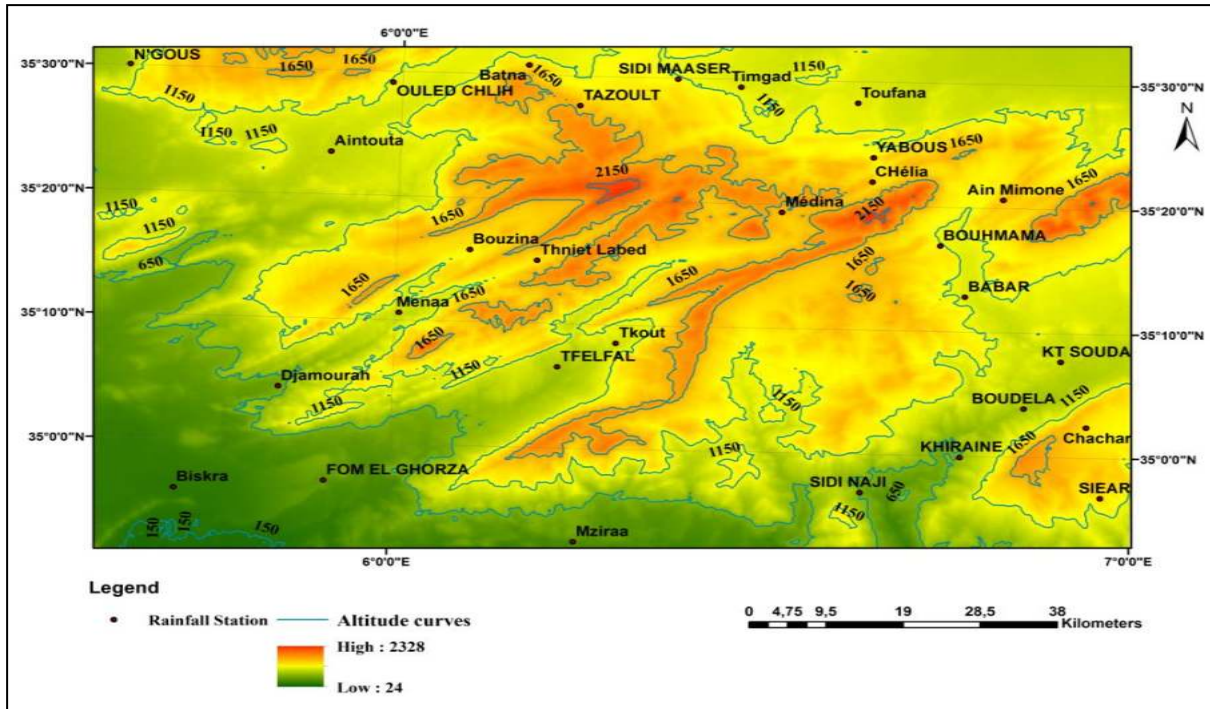 6°0'0"E
35°30'0"N
N'GOUS
1650
1650
Batna
1650
SIDI MAASER
Timgad
1150
35°30'0"N
1150
OULED CHLIH
TAZOULT
1150
Toufana
N
1150
1150
Aintouta
YABOUS
1650
35°20'0"N
2150
CHélia
Ain Mimone
1650
1150
1650
Médina
2150
35°20'0"N
1150
Bouzina
Thniet Labed
BOUHMAMA
650
1650
1650
1650
1650
BABAR
35°10'0"N
Menaa
1650
1650
Tkout
35°10'0"N
TFELFAL
KT SOUDA
Djamourah
1150
1150
1150
BOUDELA
1150
35°0'0"N
Chachar
1150
KHIRAINE
1650
35°0'0"N
Biskra
FOM EL GHORZA
SIDI NAJI
650
SIEAR
150
150
150
1150
Mziraa
6°0'0"E
7°0'0"E
Legend
Rainfall Station
Altitude curves
High : 2328
Low : 24
0 4,75 9,5 19 28,5 38
Kilometers